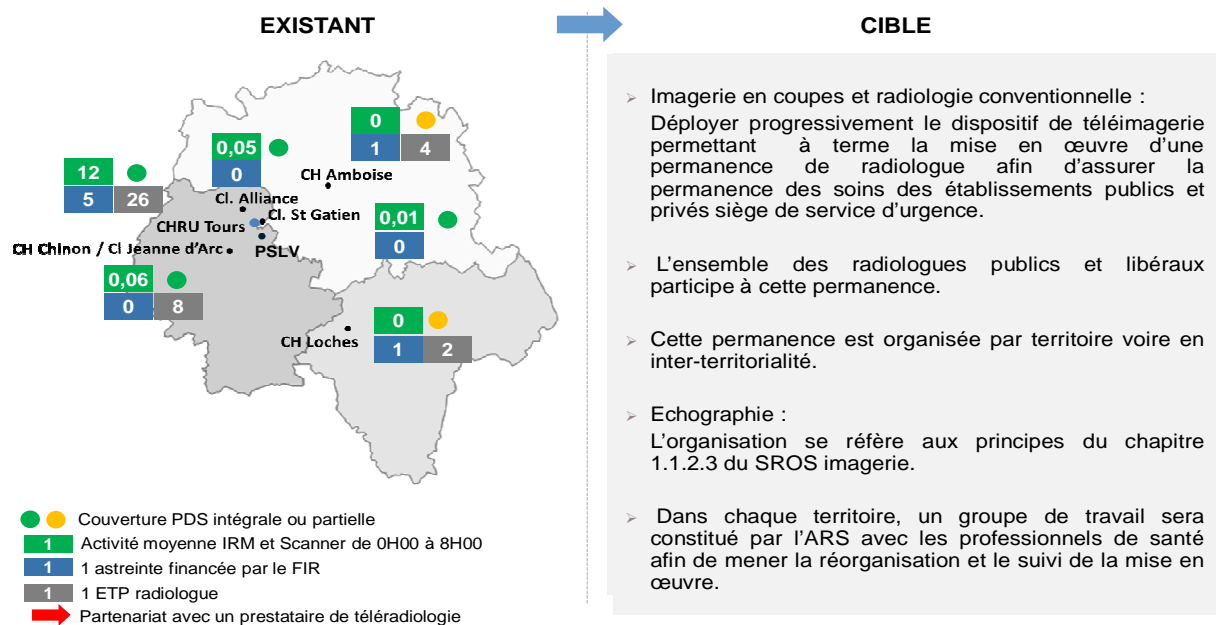 EXISTANT
CIBLE
0
1
4
0,05
0
CH Amboise
12
5
26
Cl. Alliance
Cl. St Gatien
CHRU Tours
0,01
0
CH Chinon / Cl Jeanne d'Arc
PSLV
0,06
0
8
0
1
2
CH Loches
Couverture PDS intégrale ou partielle
1 Activité moyenne IRM et Scanner de 0H00 à 8H00
1 1 astreinte financée par le FIR
1 1 ETP radiologue
Partenariat avec un prestataire de téléradiologie
➢ Imagerie en coupes et radiologie conventionnelle :
Déployer progressivement le dispositif de téléimagerie
permettant à terme la mise en œuvre d'une
permanence de radiologue afin d'assurer la
permanence des soins des établissements publics et
privés siège de service d'urgence.
➢ L'ensemble des radiologues publics et libéraux
participe à cette permanence.
➢ Cette permanence est organisée par territoire voire en
inter-territorialité.
➢ Echographie :
L'organisation se réfère aux principes du chapitre
1.1.2.3 du SROS imagerie.
➢ Dans chaque territoire, un groupe de travail sera
constitué par l'ARS avec les professionnels de santé
afin de mener la réorganisation et le suivi de la mise en
œuvre.